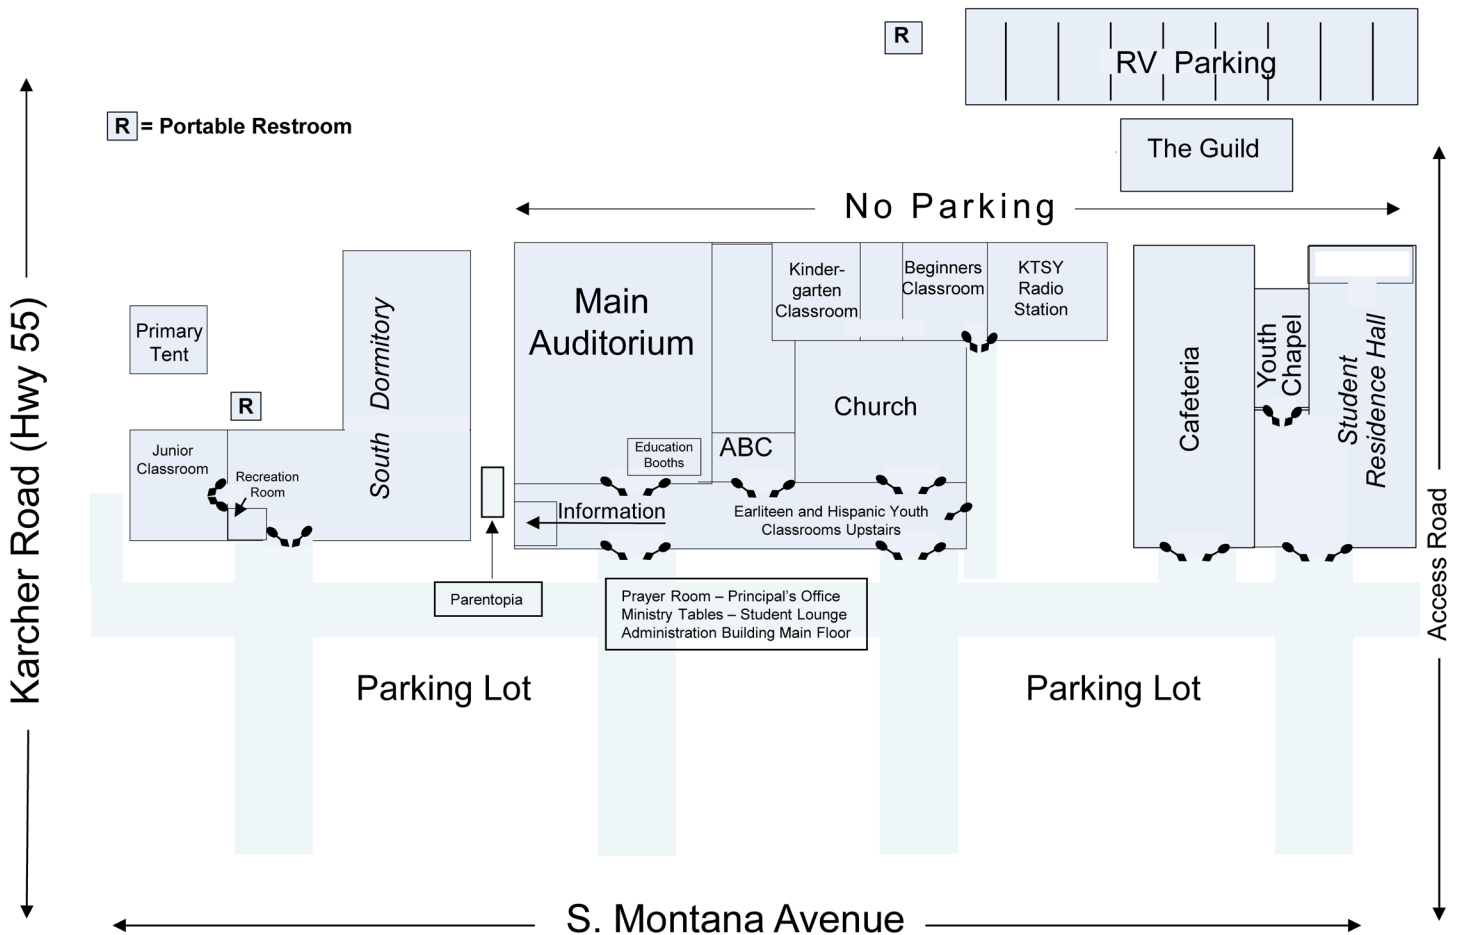 R
RV Parking
R = Portable Restroom
The Guild
No Parking
Kinder-
garten
Classroom
Beginners
Classroom
KTSY
Radio
Station
Main
Auditorium
Primary
Tent
South Dormitory
R
Junior
Classroom
Recreation
Room
Church
Education
Booths
ABC
Cafeteria
Youth
Chapel
Student
Residence Hall
Information
Earliteen and Hispanic Youth
Classrooms Upstairs
Parentopia
Prayer Room – Principal's Office
Ministry Tables – Student Lounge
Administration Building Main Floor
Karcher Road (Hwy 55)
Access Road
Parking Lot
Parking Lot
S. Montana Avenue